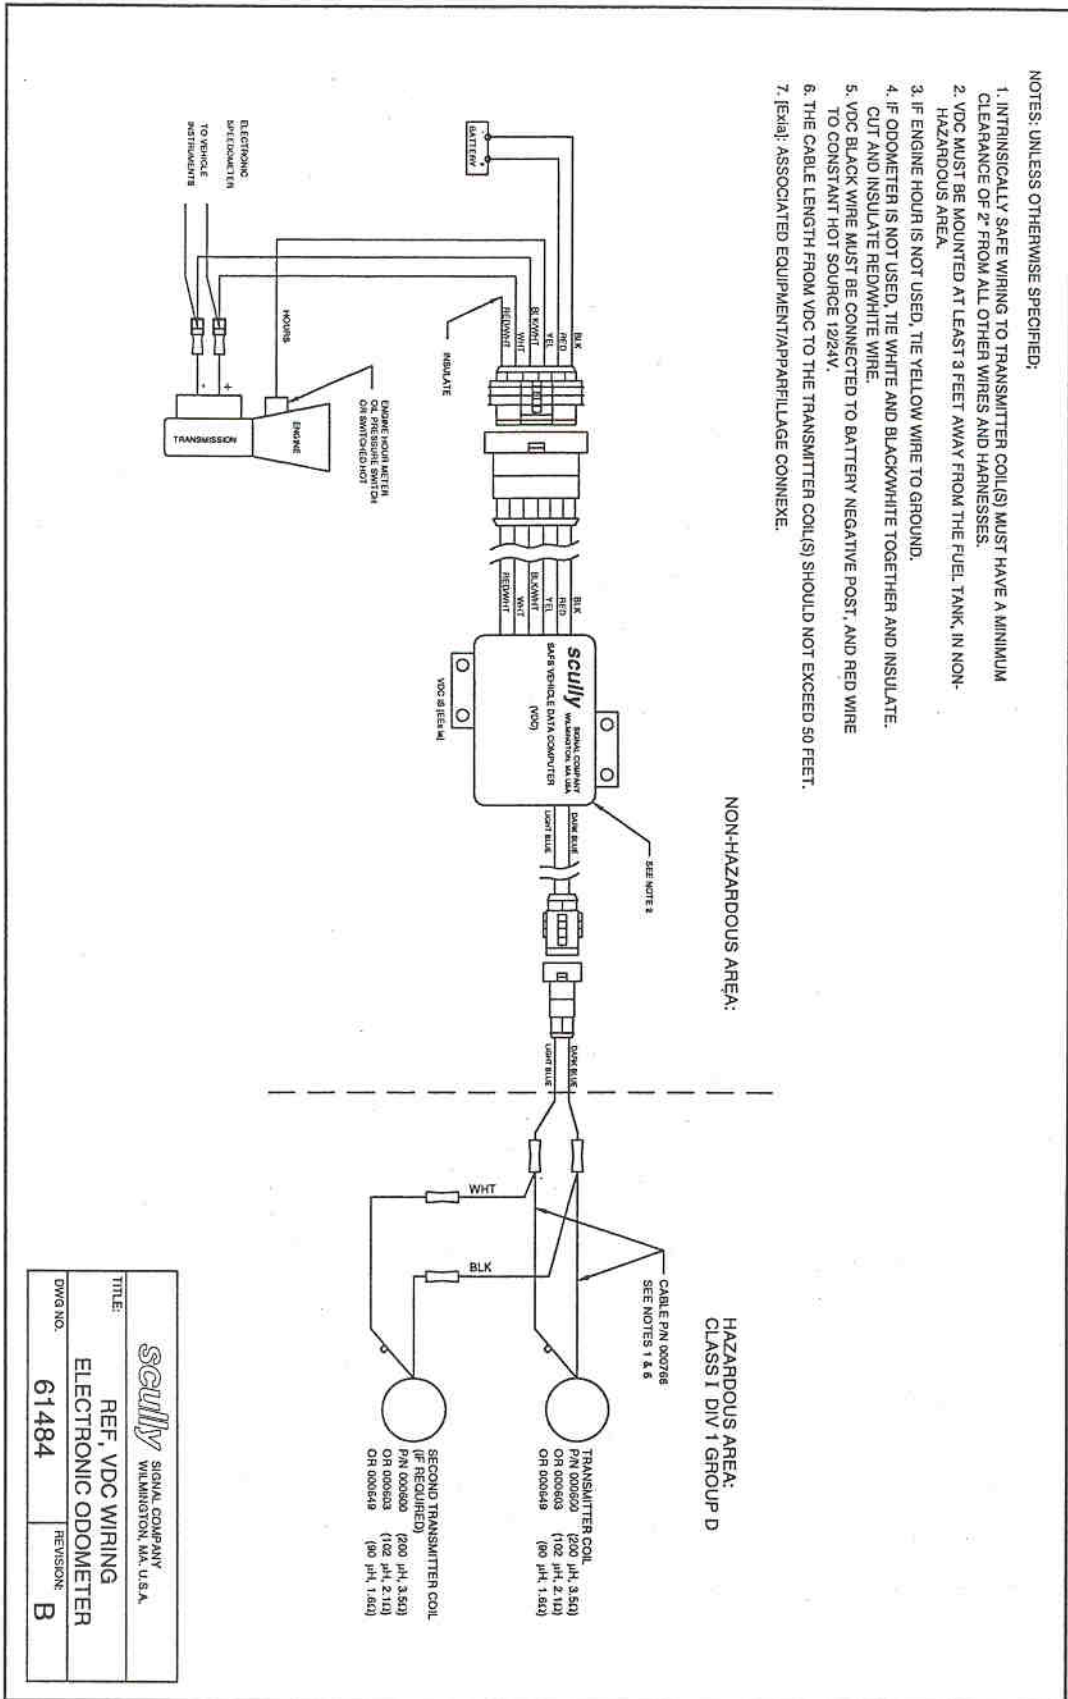 NOTES: UNLESS OTHERWISE SPECIFIED;
1. INTRINSICALLY SAFE WIRING TO TRANSMITTER COIL(S) MUST HAVE A MINIMUM
CLEARANCE OF 2" FROM ALL OTHER WIRES AND HARNESSES.
2. VDC MUST BE MOUNTED AT LEAST 3 FEET AWAY FROM THE FUEL TANK, IN NON-
HAZARDOUS AREA.
3. IF ENGINE HOUR IS NOT USED, TIE YELLOW WIRE TO GROUND.
4. IF ODOMETER IS NOT USED, TIE WHITE AND BLACK/WHITE TOGETHER AND INSULATE.
CUT AND INSULATE RED/WHITE WIRE.
5. VDC BLACK WIRE MUST BE CONNECTED TO BATTERY NEGATIVE POST, AND RED WIRE
TO CONSTANT HOT SOURCE 12/24V.
6. THE CABLE LENGTH FROM VDC TO THE TRANSMITTER COIL(S) SHOULD NOT EXCEED 50 FEET.
7. [Exia]: ASSOCIATED EQUIPMENT/APPARFILLAGE CONNEXE.
NON-HAZARDOUS AREA:
HAZARDOUS AREA:
CLASS I DIV 1 GROUP D
- +
BATTERY
BLK
RED
YEL
BLK/WHT
WHT
RED/WHT
INSULATE
BLK
RED
YEL
BLK/WHT
WHT
RED/WHT
scully SIGNAL COMPANY
WILMINGTON, MA USA
SAFE VEHICLE DATA COMPUTER
(VDC)
VDC IS [EEx ia]
SEE NOTE 2
DARK BLUE
LIGHT BLUE
DARK BLUE
LIGHT BLUE
CABLE P/N 000766
SEE NOTES 1 & 6
WHT
BLK
TRANSMITTER COIL
P/N 000600 (200 µH, 3.5Ω)
OR 000603 (102 µH, 2.1Ω)
OR 000649 (90 µH, 1.6Ω)
SECOND TRANSMITTER COIL
(IF REQUIRED)
P/N 000600 (200 µH, 3.5Ω)
OR 000603 (102 µH, 2.1Ω)
OR 000649 (90 µH, 1.6Ω)
ELECTRONIC
SPEEDOMETER
TO VEHICLE
INSTRUMENTS
HOURS
ENGINE HOUR METER
OIL PRESSURE SWITCH
OR SWITCHED HOT
ENGINE
+
-
TRANSMISSION
scully SIGNAL COMPANY
WILMINGTON, MA, U.S.A.
TITLE:
REF, VDC WIRING
ELECTRONIC ODOMETER
DWG NO. 61484
REVISION: B